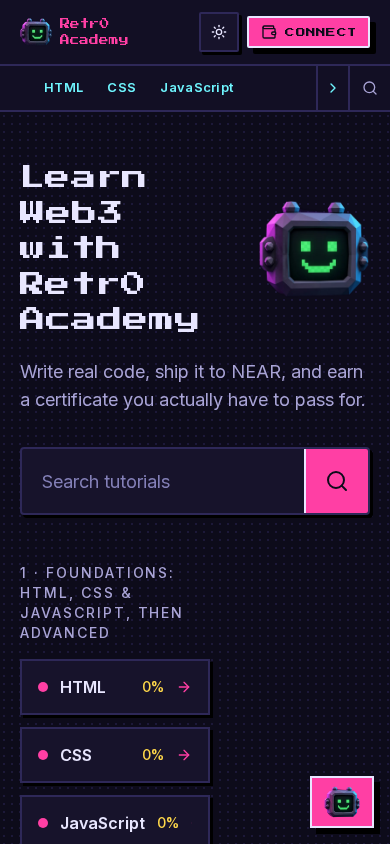 Retr0
Academy
CONNECT
HTML CSS JavaScript
Learn
Web3
with
Retr0
Academy
Write real code, ship it to NEAR, and earn
a certificate you actually have to pass for.
Search tutorials
1 · FOUNDATIONS:
HTML, CSS &
JAVASCRIPT, THEN
ADVANCED
HTML 0%
CSS 0%
JavaScript 0%